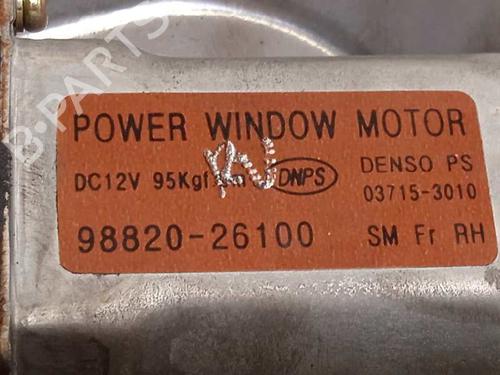 POWER WINDOW MOTOR
DC12V 95Kgf DNPS DENSO PS
03715-3010
98820-26100 SM Fr RH
B-PARTS